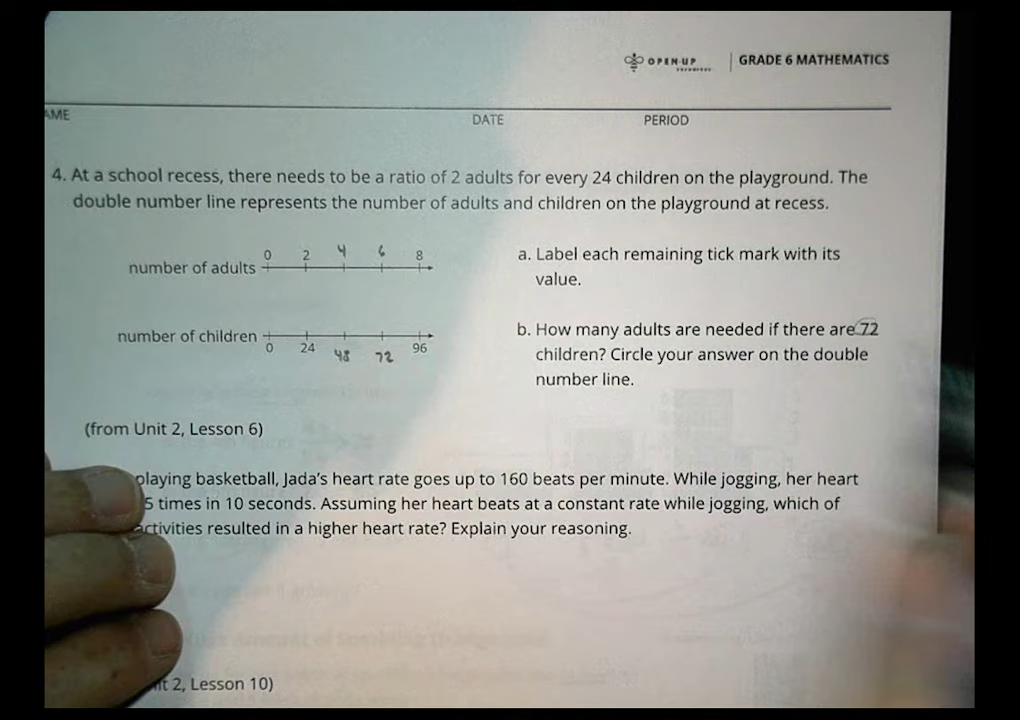 OPEN·UP
GRADE 6 MATHEMATICS
AME
DATE
PERIOD
4. At a school recess, there needs to be a ratio of 2 adults for every 24 children on the playground. The
double number line represents the number of adults and children on the playground at recess.
0 2 4 6 8
number of adults
number of children
0 24 48 72 96
a. Label each remaining tick mark with its
value.
b. How many adults are needed if there are 72
children? Circle your answer on the double
number line.
(from Unit 2, Lesson 6)
playing basketball, Jada's heart rate goes up to 160 beats per minute. While jogging, her heart
5 times in 10 seconds. Assuming her heart beats at a constant rate while jogging, which of
activities resulted in a higher heart rate? Explain your reasoning.
it 2, Lesson 10)